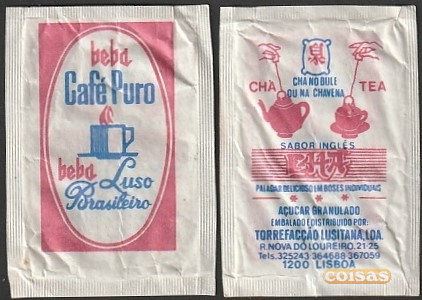 beba
Café Puro
beba Luso
Brasileiro
CHÁ NO BULE
OU NA CHAVENA
CHÁ TEA
SABOR INGLÊS
CHÁ
PALADAR DELICIOSO EM DOSES INDIVIDUAIS
AÇUCAR GRANULADO
EMBALADO E DISTRIBUIDO POR:
TORREFACÇÃO LUSITANA, LDA.
R. NOVA DO LOUREIRO, 21-25
Tels. 325243 364688 367059
1200 LISBOA
coisas